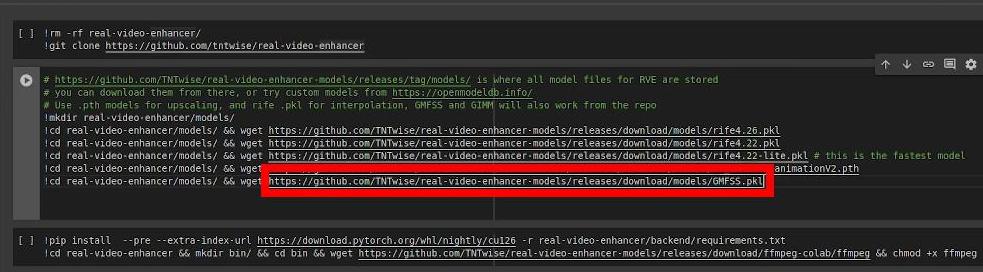 [ ] !rm -rf real-video-enhancer/
!git clone https://github.com/tntwise/real-video-enhancer
# https://github.com/TNTwise/real-video-enhancer-models/releases/tag/models/ is where all model files for RVE are stored
# you can download them from there, or try custom models from https://openmodeldb.info/
# Use .pth models for upscaling, and rife .pkl for interpolation, GMFSS and GIMM will also work from the repo
!mkdir real-video-enhancer/models/
!cd real-video-enhancer/models/ && wget https://github.com/TNTwise/real-video-enhancer-models/releases/download/models/rife4.26.pkl
!cd real-video-enhancer/models/ && wget https://github.com/TNTwise/real-video-enhancer-models/releases/download/models/rife4.22.pkl
!cd real-video-enhancer/models/ && wget https://github.com/TNTwise/real-video-enhancer-models/releases/download/models/rife4.22-lite.pkl # this is the fastest model
!cd real-video-enhancer/models/ && wget animationV2.pth
!cd real-video-enhancer/models/ && wget https://github.com/TNTwise/real-video-enhancer-models/releases/download/models/GMFSS.pkl
[ ] !pip install --pre --extra-index-url https://download.pytorch.org/whl/nightly/cu126 -r real-video-enhancer/backend/requirements.txt
!cd real-video-enhancer && mkdir bin/ && cd bin && wget https://github.com/TNTwise/real-video-enhancer-models/releases/download/ffmpeg-colab/ffmpeg && chmod +x ffmpeg